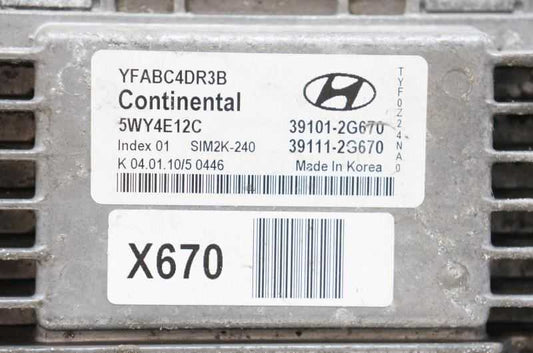 YFABC4DR3B
Continental
5WY4E12C 39101-2G670
Index 01 SIM2K-240 39111-2G670
K 04.01.10/5 0446 Made In Korea
TYF0Z24NA0
X670